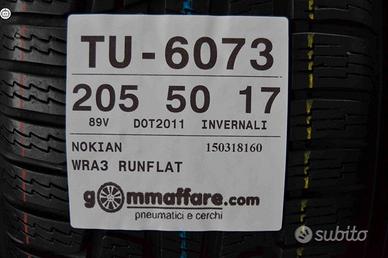 TU-6073
205 50 17
89V DOT2011 INVERNALI
NOKIAN 150318160
WRA3 RUNFLAT
gommaffare.com
pneumatici e cerchi
subito